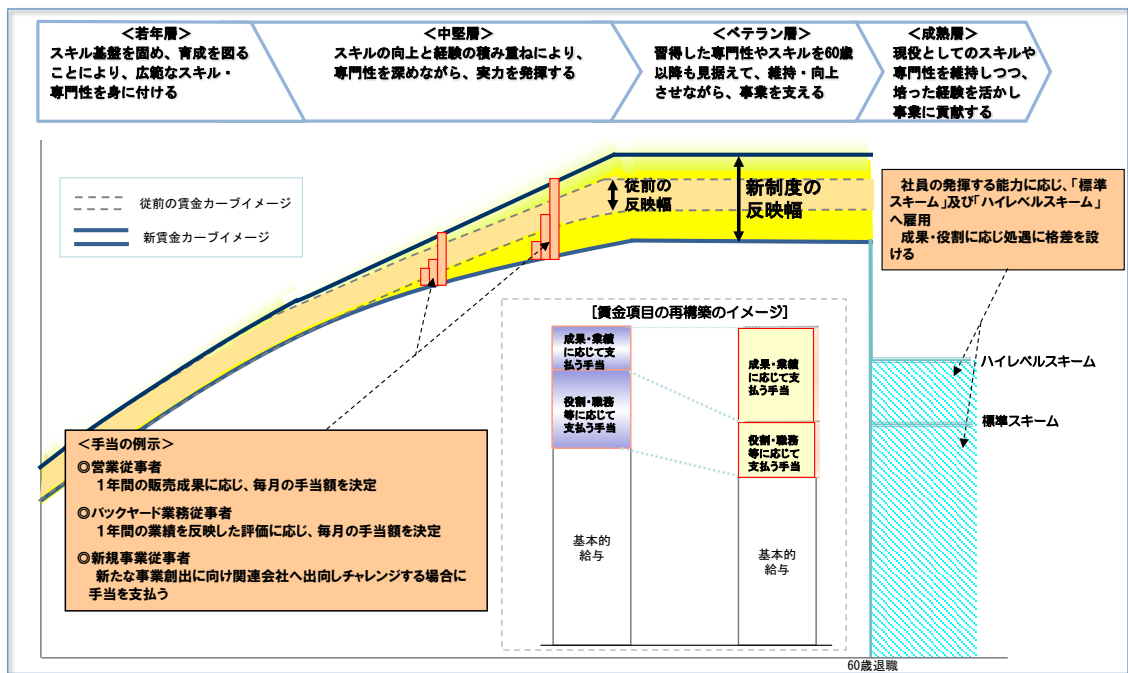 ＜若年層＞
スキル基盤を固め、育成を図る
ことにより、広範なスキル・
専門性を身に付ける
＜中堅層＞
スキルの向上と経験の積み重ねにより、
専門性を深めながら、実力を発揮する
＜ベテラン層＞
習得した専門性やスキルを60歳
以降も見据えて、維持・向上
させながら、事業を支える
＜成熟層＞
現役としてのスキルや
専門性を維持しつつ、
培った経験を活かし
事業に貢献する
従前の賃金カーブイメージ
新賃金カーブイメージ
従前の
反映幅
新制度の
反映幅
社員の発揮する能力に応じ、「標準
スキーム」及び「ハイレベルスキーム」
へ雇用
成果・役割に応じ処遇に格差を設
ける
[賃金項目の再構築のイメージ]
成果・業績
に応じて支
払う手当
役割・職務
等に応じて
支払う手当
基本的
給与
成果・業績
に応じて支
払う手当
役割・職務
等に応じて
支払う手当
基本的
給与
ハイレベルスキーム
標準スキーム
＜手当の例示＞
◎営業従事者
１年間の販売成果に応じ、毎月の手当額を決定
◎バックヤード業務従事者
１年間の業績を反映した評価に応じ、毎月の手当額を決定
◎新規事業従事者
新たな事業創出に向け関連会社へ出向しチャレンジする場合に
手当を支払う
60歳退職